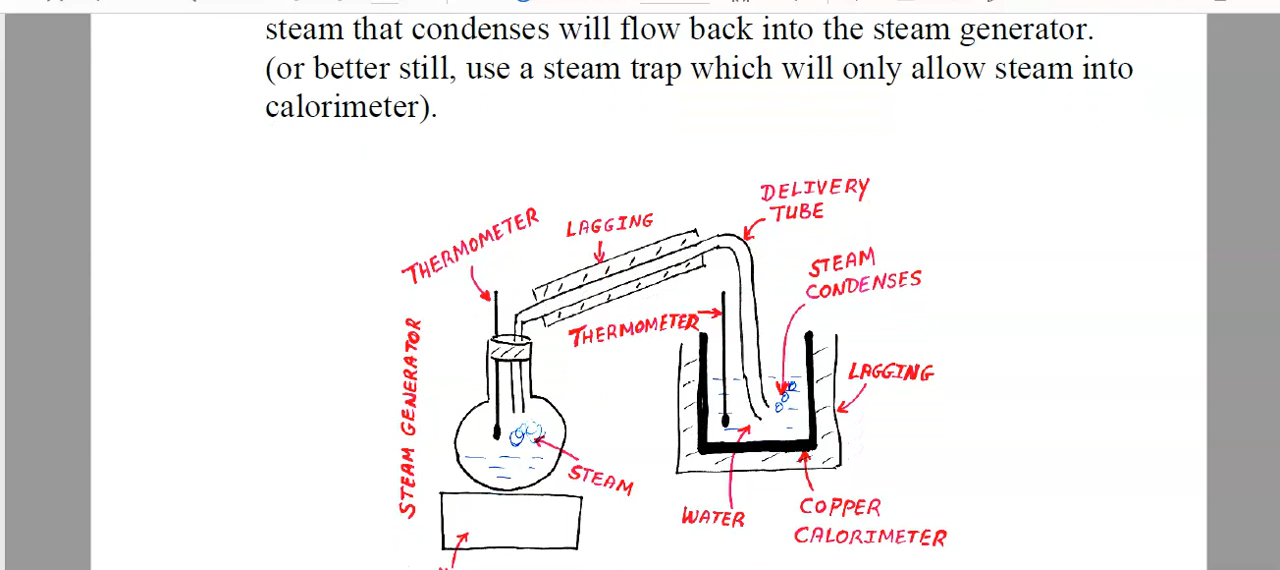 steam that condenses will flow back into the steam generator.
(or better still, use a steam trap which will only allow steam into
calorimeter).
DELIVERY
TUBE
THERMOMETER
LAGGING
STEAM
CONDENSES
THERMOMETER
STEAM GENERATOR
LAGGING
STEAM
WATER
COPPER
CALORIMETER